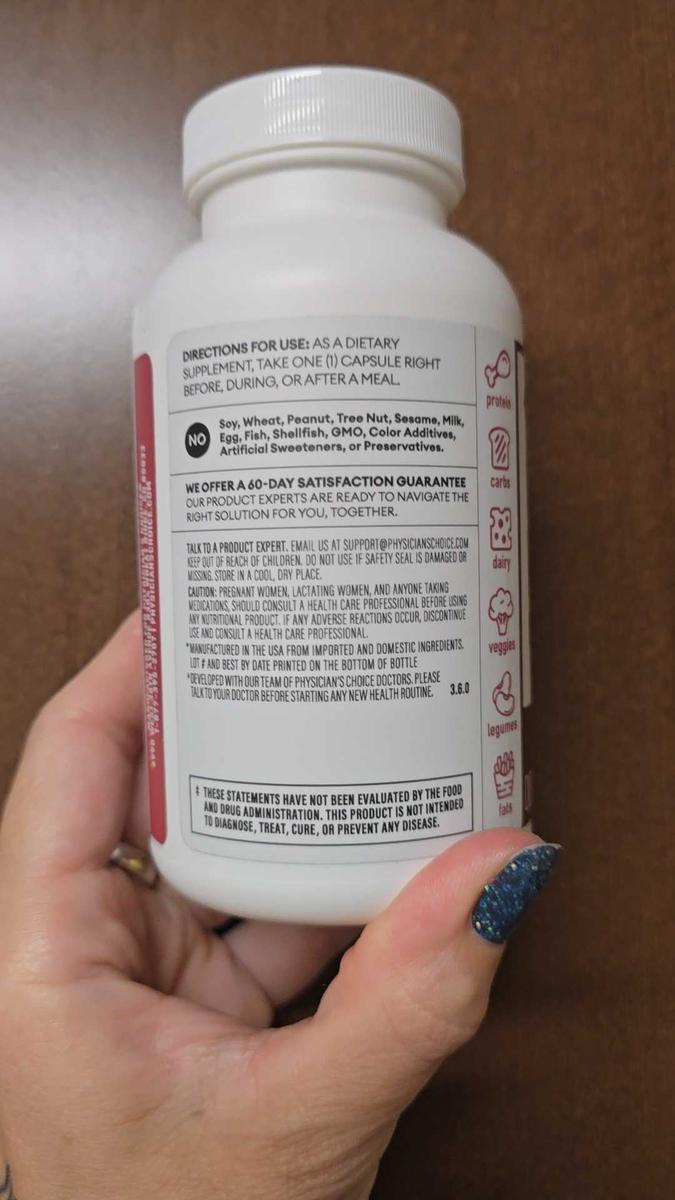 DIRECTIONS FOR USE: AS A DIETARY
SUPPLEMENT, TAKE ONE (1) CAPSULE RIGHT
BEFORE, DURING, OR AFTER A MEAL.
NO
Soy, Wheat, Peanut, Tree Nut, Sesame, Milk,
Egg, Fish, Shellfish, GMO, Color Additives,
Artificial Sweeteners, or Preservatives.
WE OFFER A 60-DAY SATISFACTION GUARANTEE
OUR PRODUCT EXPERTS ARE READY TO NAVIGATE THE
RIGHT SOLUTION FOR YOU, TOGETHER.
TALK TO A PRODUCT EXPERT. EMAIL US AT SUPPORT@PHYSICIANSCHOICE.COM
KEEP OUT OF REACH OF CHILDREN. DO NOT USE IF SAFETY SEAL IS DAMAGED OR
MISSING. STORE IN A COOL, DRY PLACE.
CAUTION: PREGNANT WOMEN, LACTATING WOMEN, AND ANYONE TAKING
MEDICATIONS, SHOULD CONSULT A HEALTH CARE PROFESSIONAL BEFORE USING
ANY NUTRITIONAL PRODUCT. IF ANY ADVERSE REACTIONS OCCUR, DISCONTINUE
USE AND CONSULT A HEALTH CARE PROFESSIONAL.
*MANUFACTURED IN THE USA FROM IMPORTED AND DOMESTIC INGREDIENTS.
LOT # AND BEST BY DATE PRINTED ON THE BOTTOM OF BOTTLE
^DEVELOPED WITH OUR TEAM OF PHYSICIAN'S CHOICE DOCTORS. PLEASE
TALK TO YOUR DOCTOR BEFORE STARTING ANY NEW HEALTH ROUTINE. 3.6.0
‡ THESE STATEMENTS HAVE NOT BEEN EVALUATED BY THE FOOD
AND DRUG ADMINISTRATION. THIS PRODUCT IS NOT INTENDED
TO DIAGNOSE, TREAT, CURE, OR PREVENT ANY DISEASE.
protein
carbs
dairy
veggies
legumes
fats